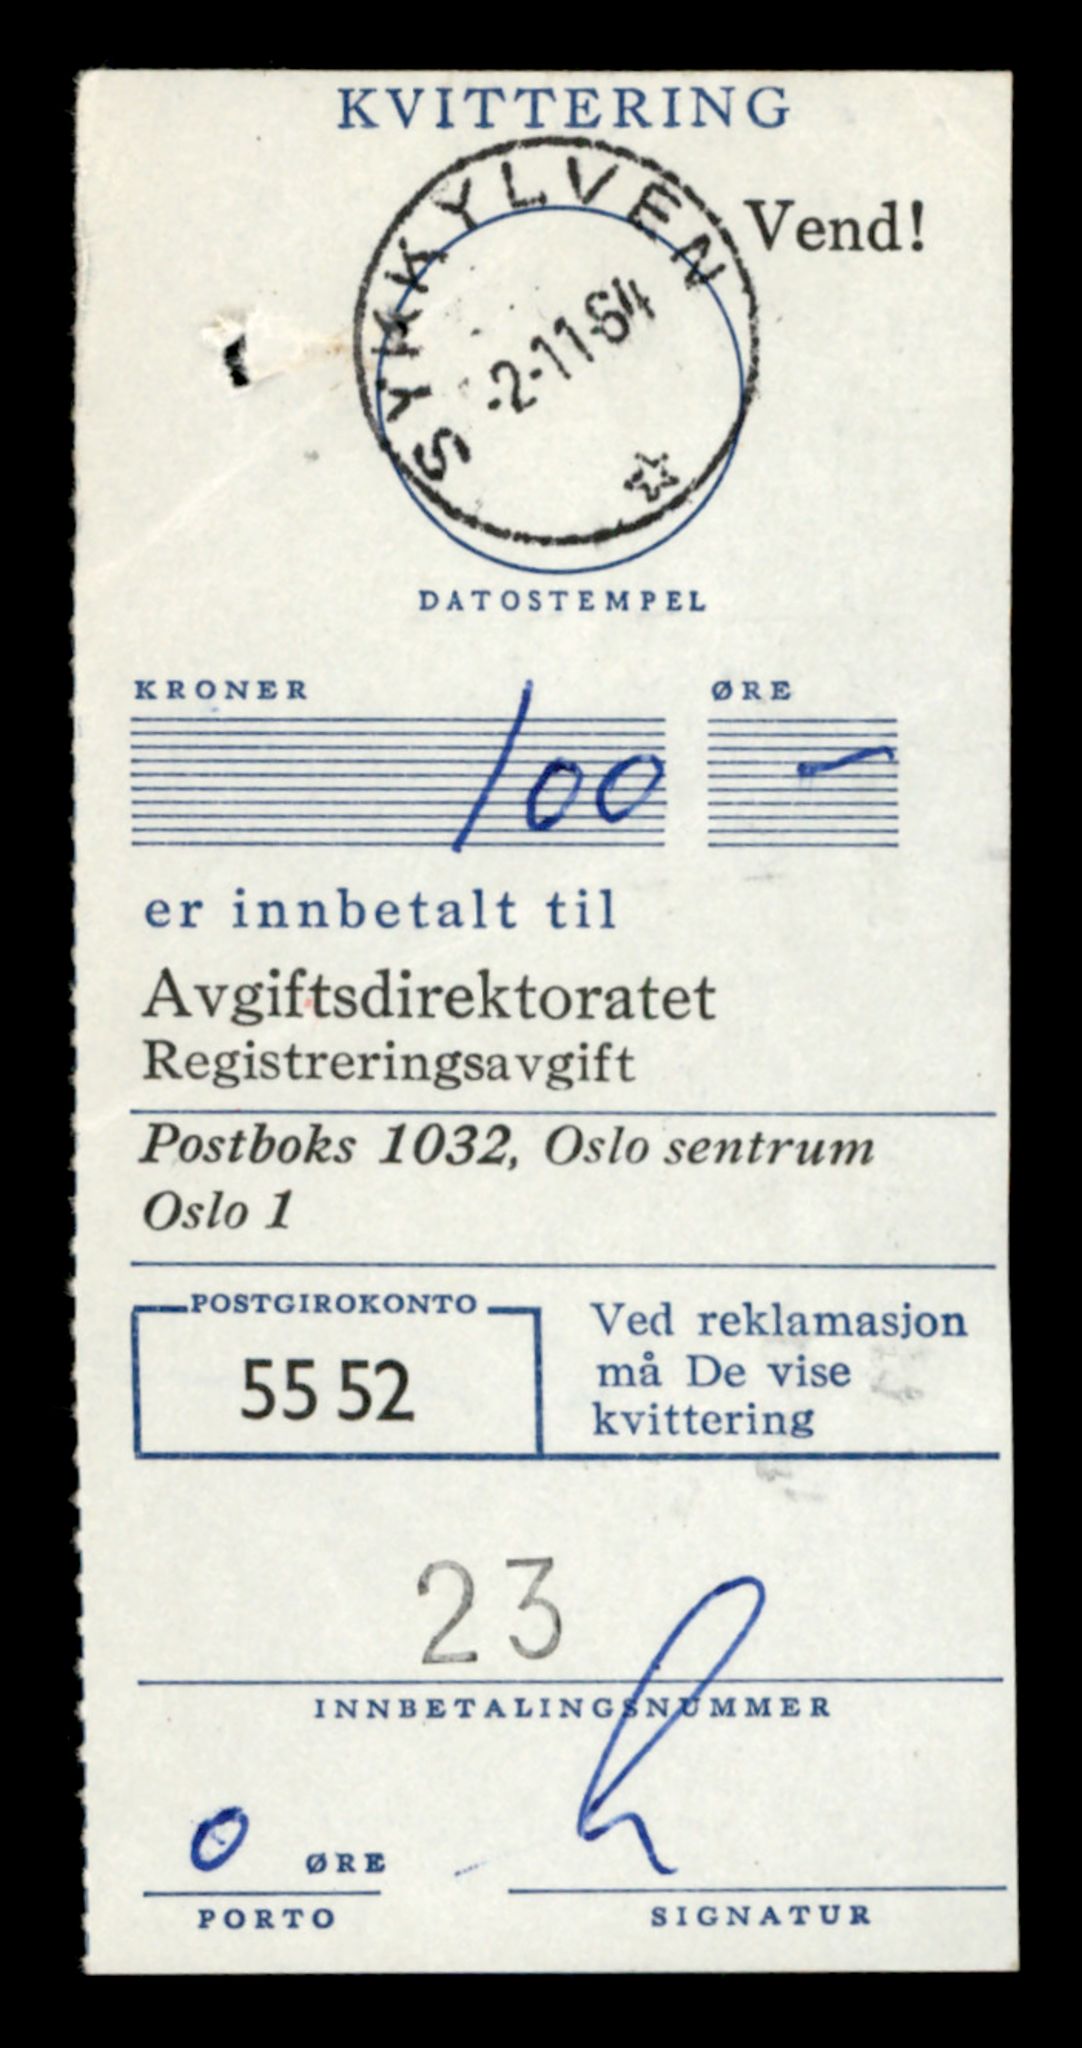 KVITTERING
Vend!
SYKKYLVEN
-2-11-64
DATOSTEMPEL
KRONER ØRE
100 —
er innbetalt til
Avgiftsdirektoratet
Registreringsavgift
Postboks 1032, Oslo sentrum
Oslo 1
POSTGIROKONTO
55 52
Ved reklamasjon
må De vise
kvittering
23
INNBETALINGSNUMMER
0 ØRE
PORTO
SIGNATUR